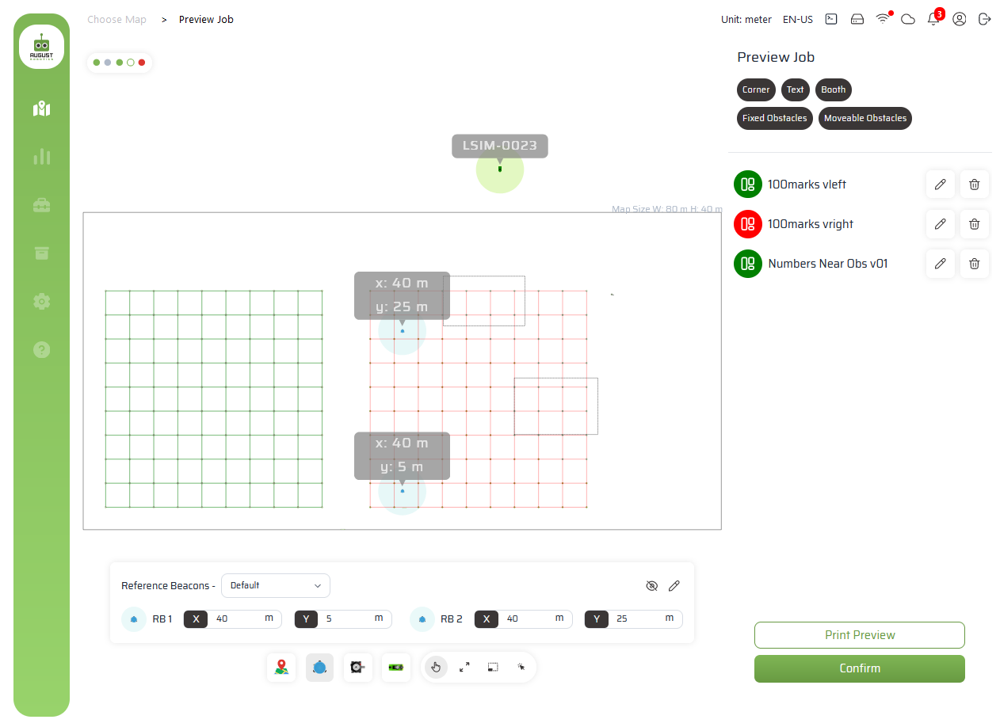 Choose Map > Preview Job
Unit: meter EN-US
3
AUGUST
ROBOTICS
Preview Job
Corner Text Booth
Fixed Obstacles Moveable Obstacles
LSIM-0023
Map Size W: 80 m H: 40 m
100marks vleft
100marks vright
Numbers Near Obs v01
x: 40 m
y: 25 m
x: 40 m
y: 5 m
Reference Beacons - Default
RB 1 X 40 m Y 5 m RB 2 X 40 m Y 25 m
Print Preview
Confirm